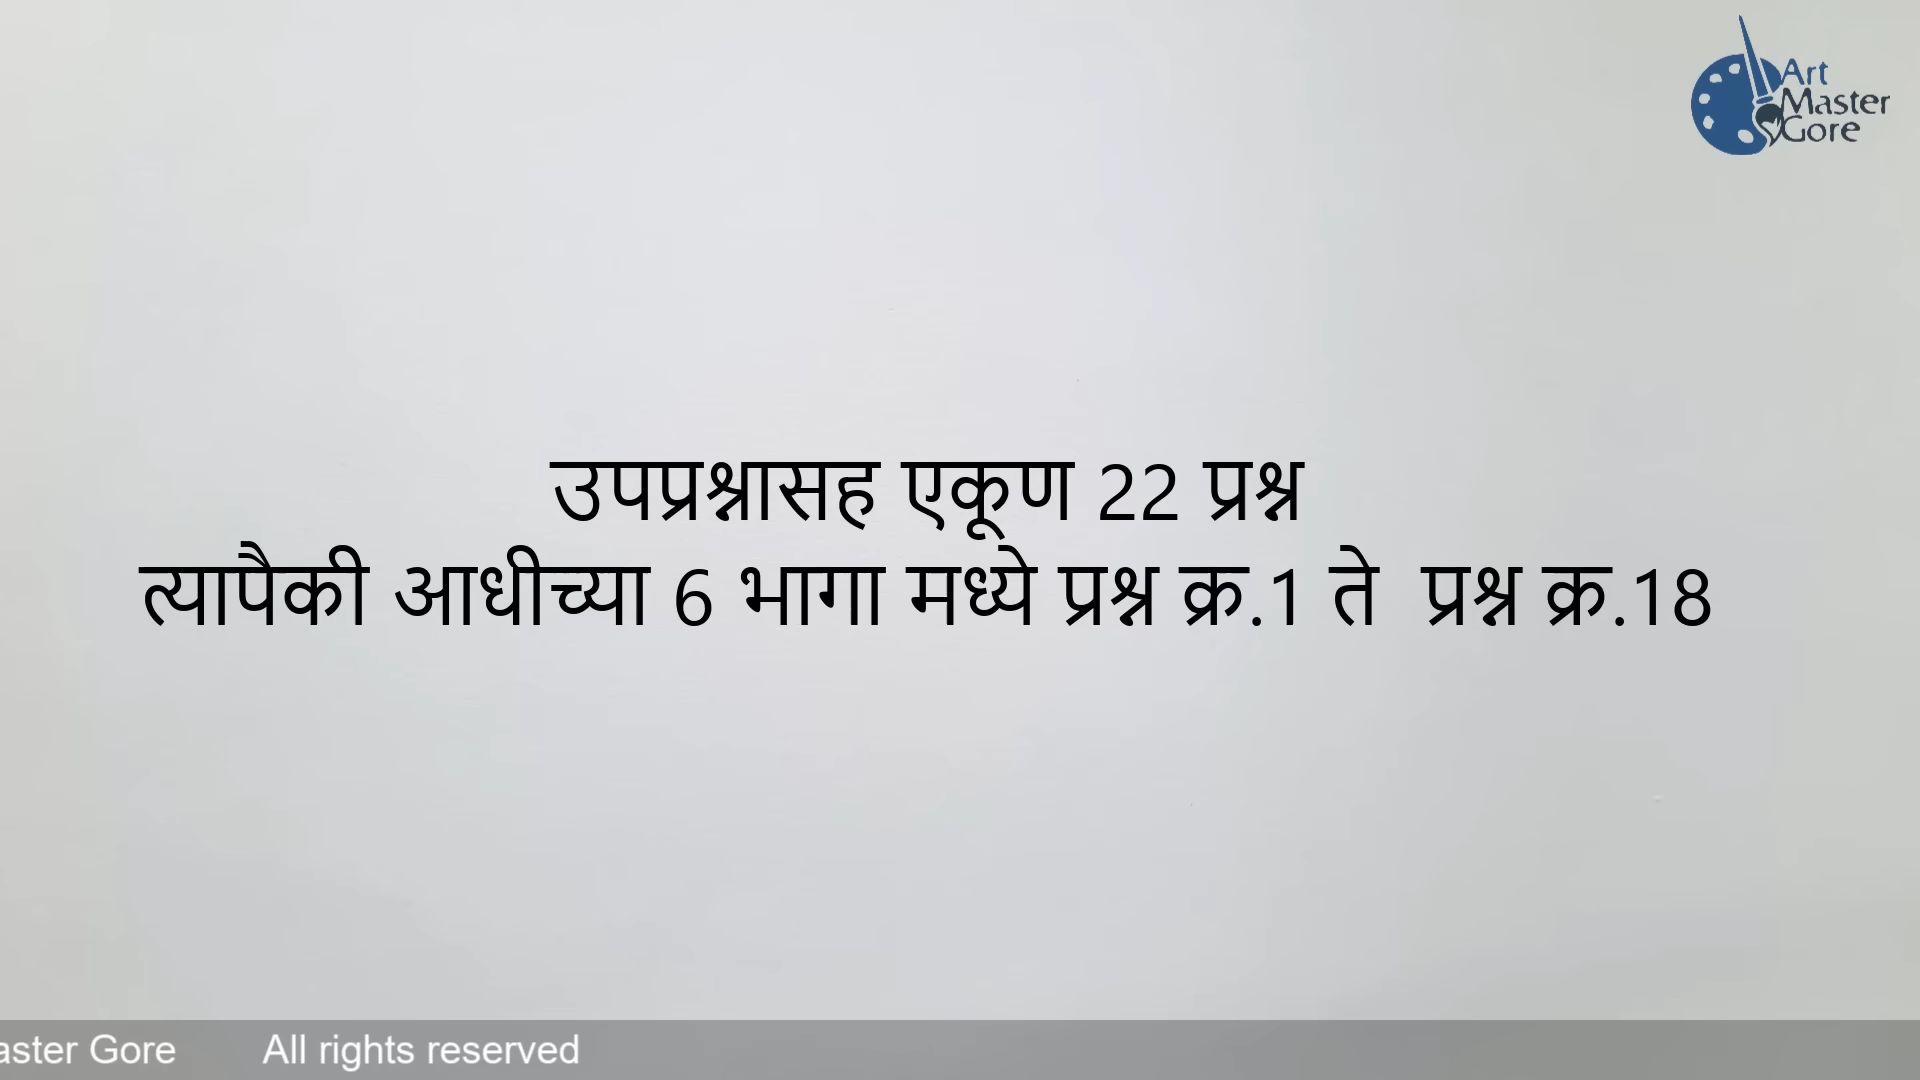 Art
Master
Gore
उपप्रश्नासह एकूण 22 प्रश्न
त्यापैकी आधीच्या 6 भागा मध्ये प्रश्न क्र.1 ते प्रश्न क्र.18
aster Gore All rights reserved